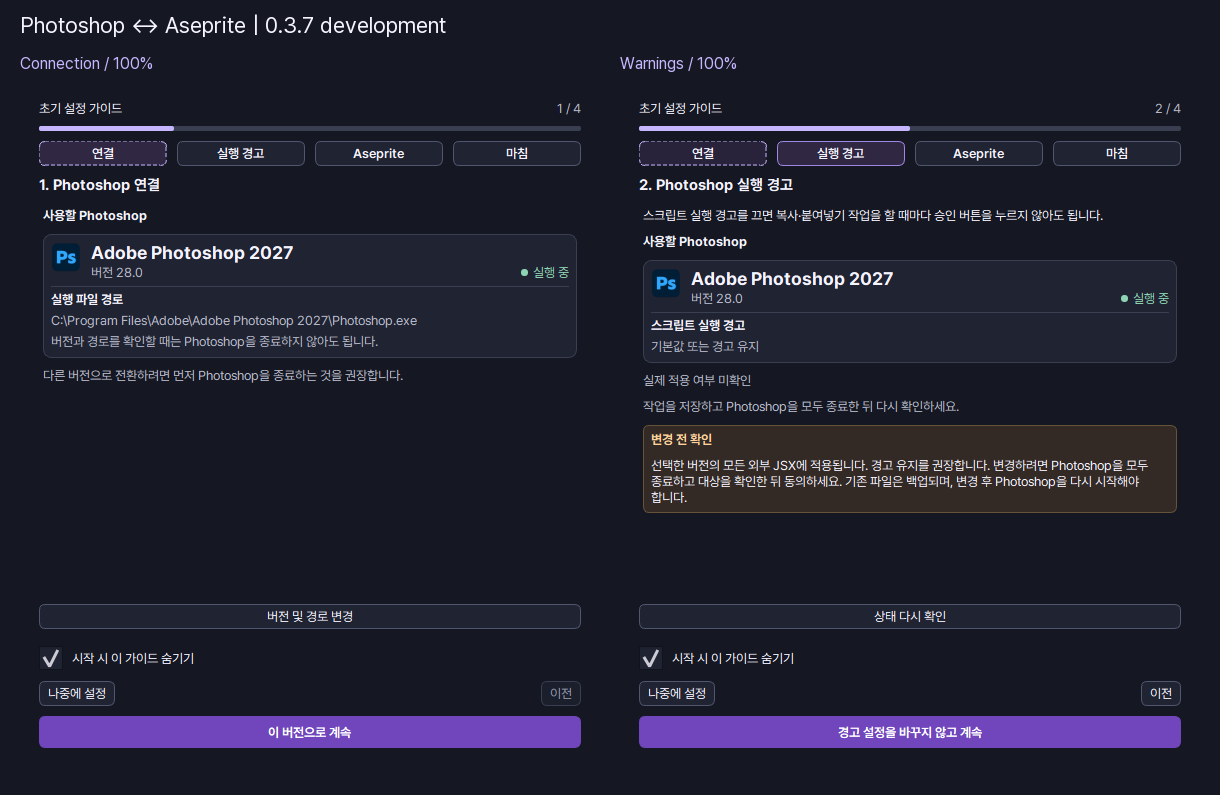 Photoshop ↔ Aseprite | 0.3.7 development
Connection / 100%
초기 설정 가이드
1 / 4
연결
실행 경고
Aseprite
마침
1. Photoshop 연결
사용할 Photoshop
Ps
Adobe Photoshop 2027
버전 28.0
실행 중
실행 파일 경로
C:\Program Files\Adobe\Adobe Photoshop 2027\Photoshop.exe
버전과 경로를 확인할 때는 Photoshop을 종료하지 않아도 됩니다.
다른 버전으로 전환하려면 먼저 Photoshop을 종료하는 것을 권장합니다.
버전 및 경로 변경
시작 시 이 가이드 숨기기
나중에 설정
이전
이 버전으로 계속
Warnings / 100%
초기 설정 가이드
2 / 4
연결
실행 경고
Aseprite
마침
2. Photoshop 실행 경고
스크립트 실행 경고를 끄면 복사·붙여넣기 작업을 할 때마다 승인 버튼을 누르지 않아도 됩니다.
사용할 Photoshop
Ps
Adobe Photoshop 2027
버전 28.0
실행 중
스크립트 실행 경고
기본값 또는 경고 유지
실제 적용 여부 미확인
작업을 저장하고 Photoshop을 모두 종료한 뒤 다시 확인하세요.
변경 전 확인
선택한 버전의 모든 외부 JSX에 적용됩니다. 경고 유지를 권장합니다. 변경하려면 Photoshop을 모두
종료하고 대상을 확인한 뒤 동의하세요. 기존 파일은 백업되며, 변경 후 Photoshop을 다시 시작해야
합니다.
상태 다시 확인
시작 시 이 가이드 숨기기
나중에 설정
이전
경고 설정을 바꾸지 않고 계속